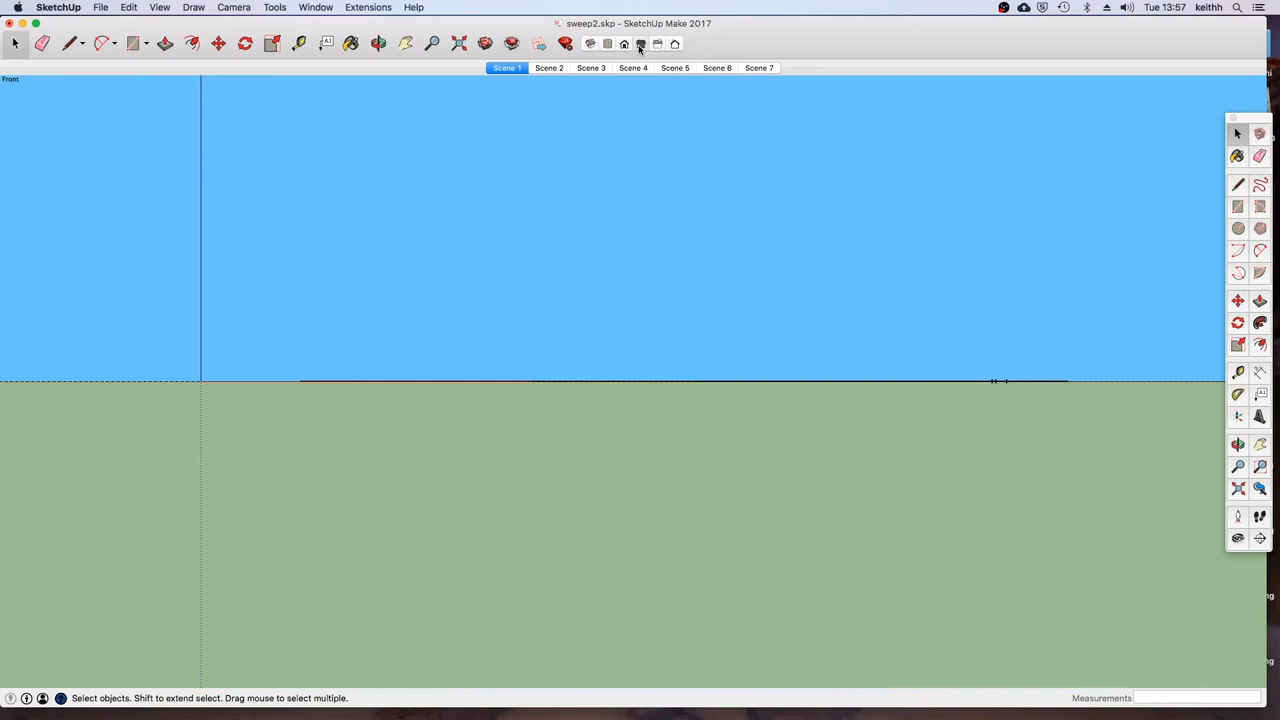 SketchUp File Edit View Draw Camera Tools Window Extensions Help Tue 13:57 keithh
sweep2.skp - SketchUp Make 2017
A1
Scene 1 Scene 2 Scene 3 Scene 4 Scene 5 Scene 6 Scene 7
Front
A1
Select objects. Shift to extend select. Drag mouse to select multiple. Measurements